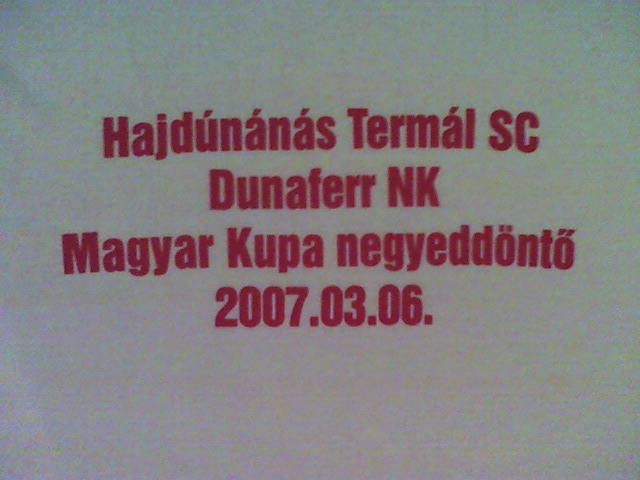 Hajdúnánás Termál SC
Dunaferr NK
Magyar Kupa negyeddöntő
2007.03.06.